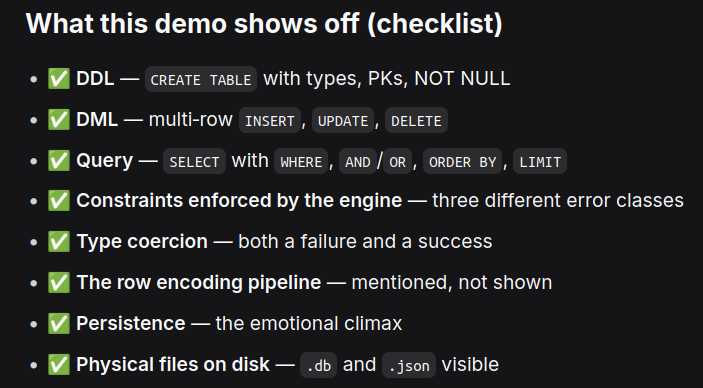 What this demo shows off (checklist)
• ✅ DDL — CREATE TABLE with types, PKs, NOT NULL
• ✅ DML — multi-row INSERT, UPDATE, DELETE
• ✅ Query — SELECT with WHERE, AND/OR, ORDER BY, LIMIT
• ✅ Constraints enforced by the engine — three different error classes
• ✅ Type coercion — both a failure and a success
• ✅ The row encoding pipeline — mentioned, not shown
• ✅ Persistence — the emotional climax
• ✅ Physical files on disk — .db and .json visible